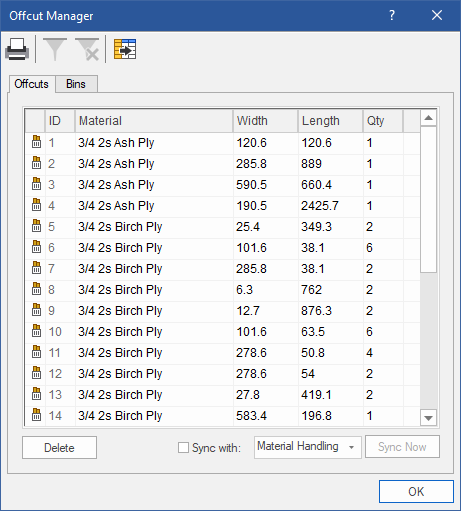 Offcut Manager ?
Offcuts Bins
ID Material Width Length Qty
1 3/4 2s Ash Ply 120.6 120.6 1
2 3/4 2s Ash Ply 285.8 889 1
3 3/4 2s Ash Ply 590.5 660.4 1
4 3/4 2s Ash Ply 190.5 2425.7 1
5 3/4 2s Birch Ply 25.4 349.3 2
6 3/4 2s Birch Ply 101.6 38.1 6
7 3/4 2s Birch Ply 285.8 38.1 2
8 3/4 2s Birch Ply 6.3 762 2
9 3/4 2s Birch Ply 12.7 876.3 2
10 3/4 2s Birch Ply 101.6 63.5 6
11 3/4 2s Birch Ply 278.6 50.8 4
12 3/4 2s Birch Ply 278.6 54 2
13 3/4 2s Birch Ply 27.8 419.1 2
14 3/4 2s Birch Ply 583.4 196.8 1
Delete Sync with: Material Handling Sync Now
OK